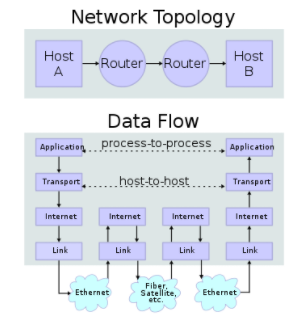 Network Topology
Host
A
Router
Router
Host
B
Data Flow
Application
process-to-process
Application
Transport
host-to-host
Transport
Internet
Internet
Internet
Internet
Link
Link
Link
Link
Ethernet
Fiber,
Satellite,
etc.
Ethernet